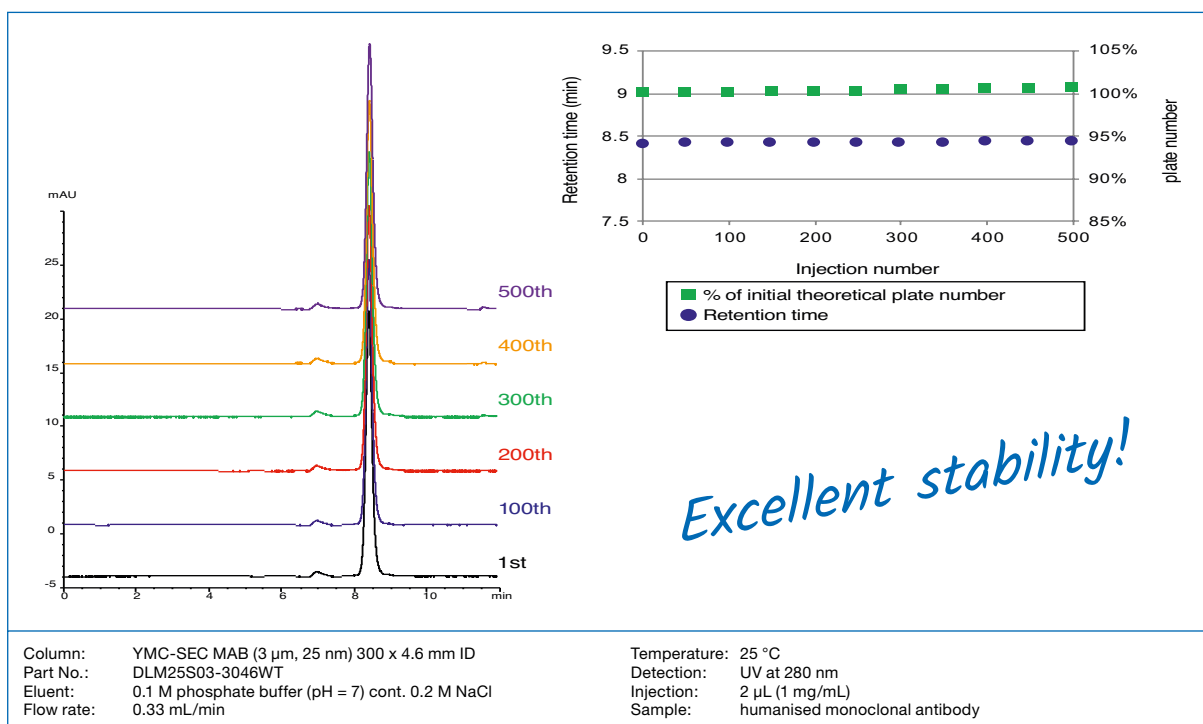 mAU
25
20
15
10
5
0
-5
0 2 4 6 8 10 min
500th
400th
300th
200th
100th
1st
9.5
9
8.5
8
7.5
Retention time (min)
105%
100%
95%
90%
85%
plate number
0 100 200 300 400 500
Injection number
% of initial theoretical plate number
Retention time
Excellent stability!
Column: YMC-SEC MAB (3 µm, 25 nm) 300 x 4.6 mm ID
Part No.: DLM25S03-3046WT
Eluent: 0.1 M phosphate buffer (pH = 7) cont. 0.2 M NaCl
Flow rate: 0.33 mL/min
Temperature: 25 °C
Detection: UV at 280 nm
Injection: 2 µL (1 mg/mL)
Sample: humanised monoclonal antibody